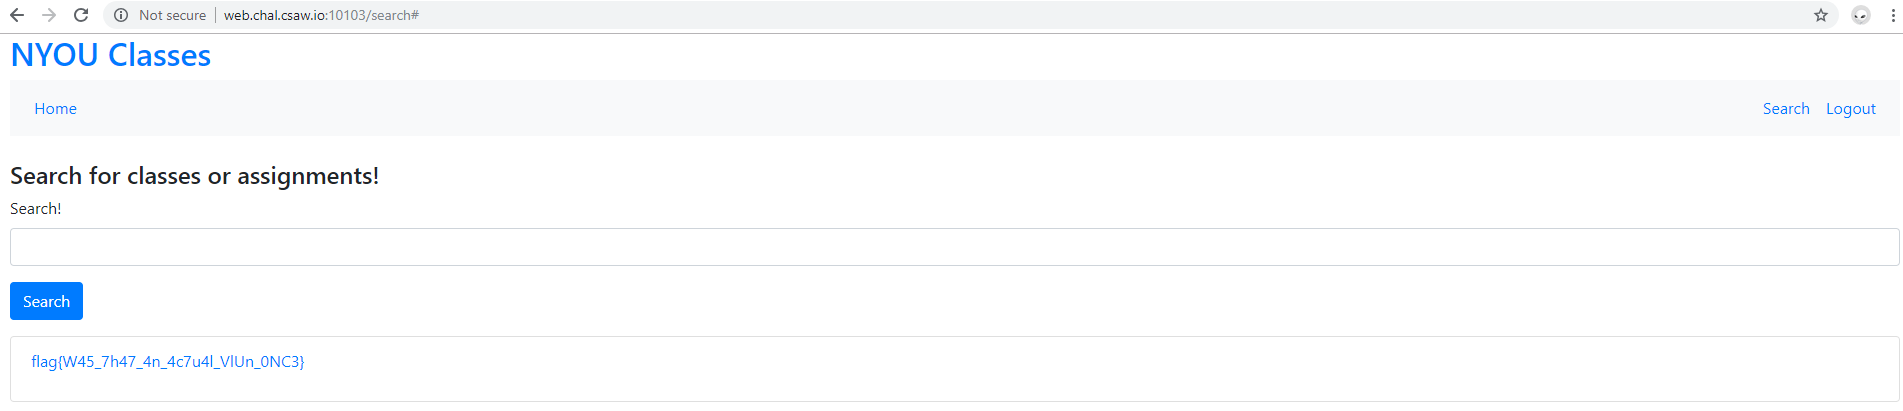 Not secure web.chal.csaw.io:10103/search#
NYOU Classes
Home Search Logout
Search for classes or assignments!
Search!
Search
flag{W45_7h47_4n_4c7u4l_VlUn_0NC3}